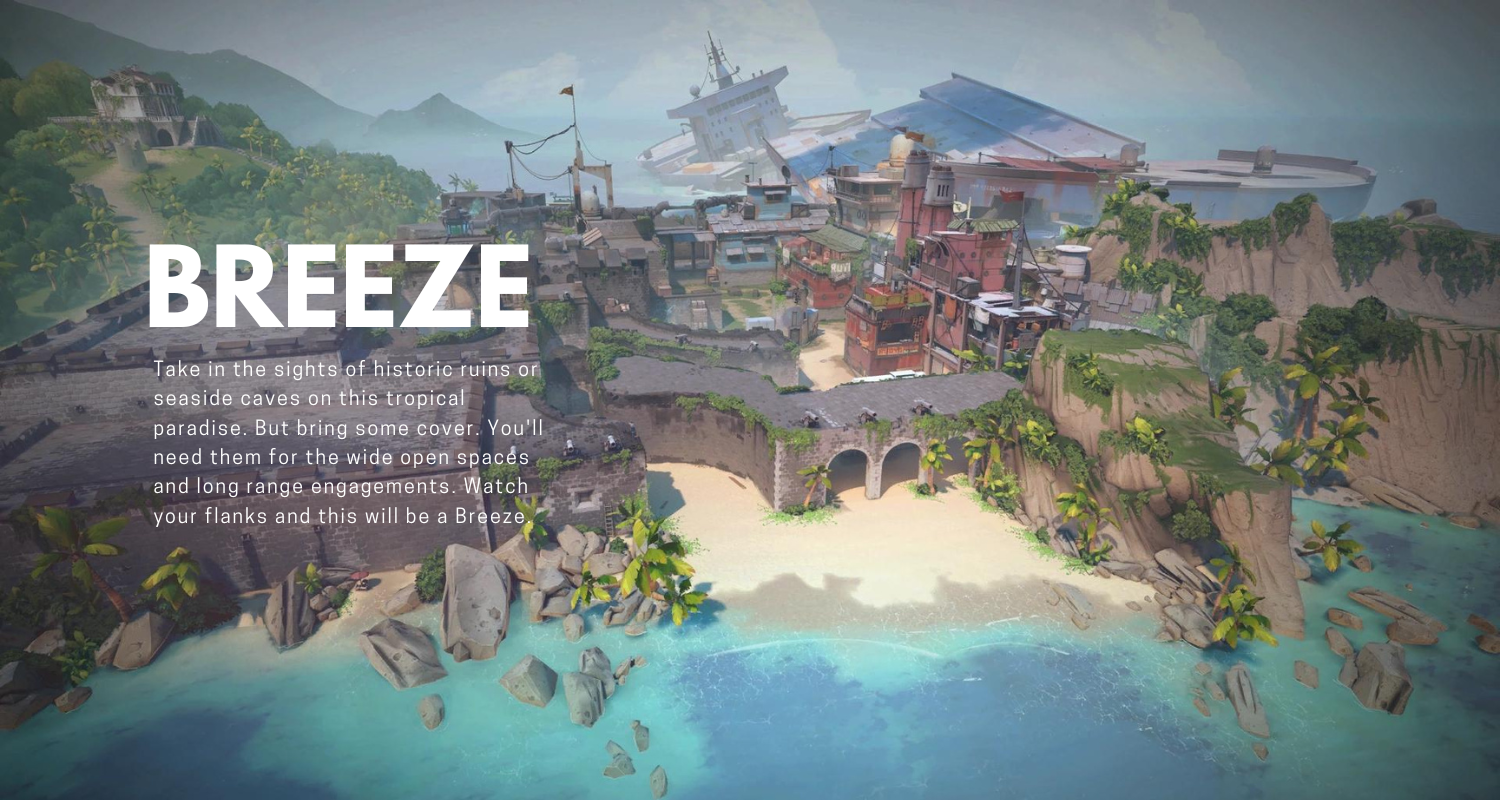 BREEZE
Take in the sights of historic ruins or
seaside caves on this tropical
paradise. But bring some cover. You'll
need them for the wide open spaces
and long range engagements. Watch
your flanks and this will be a Breeze.